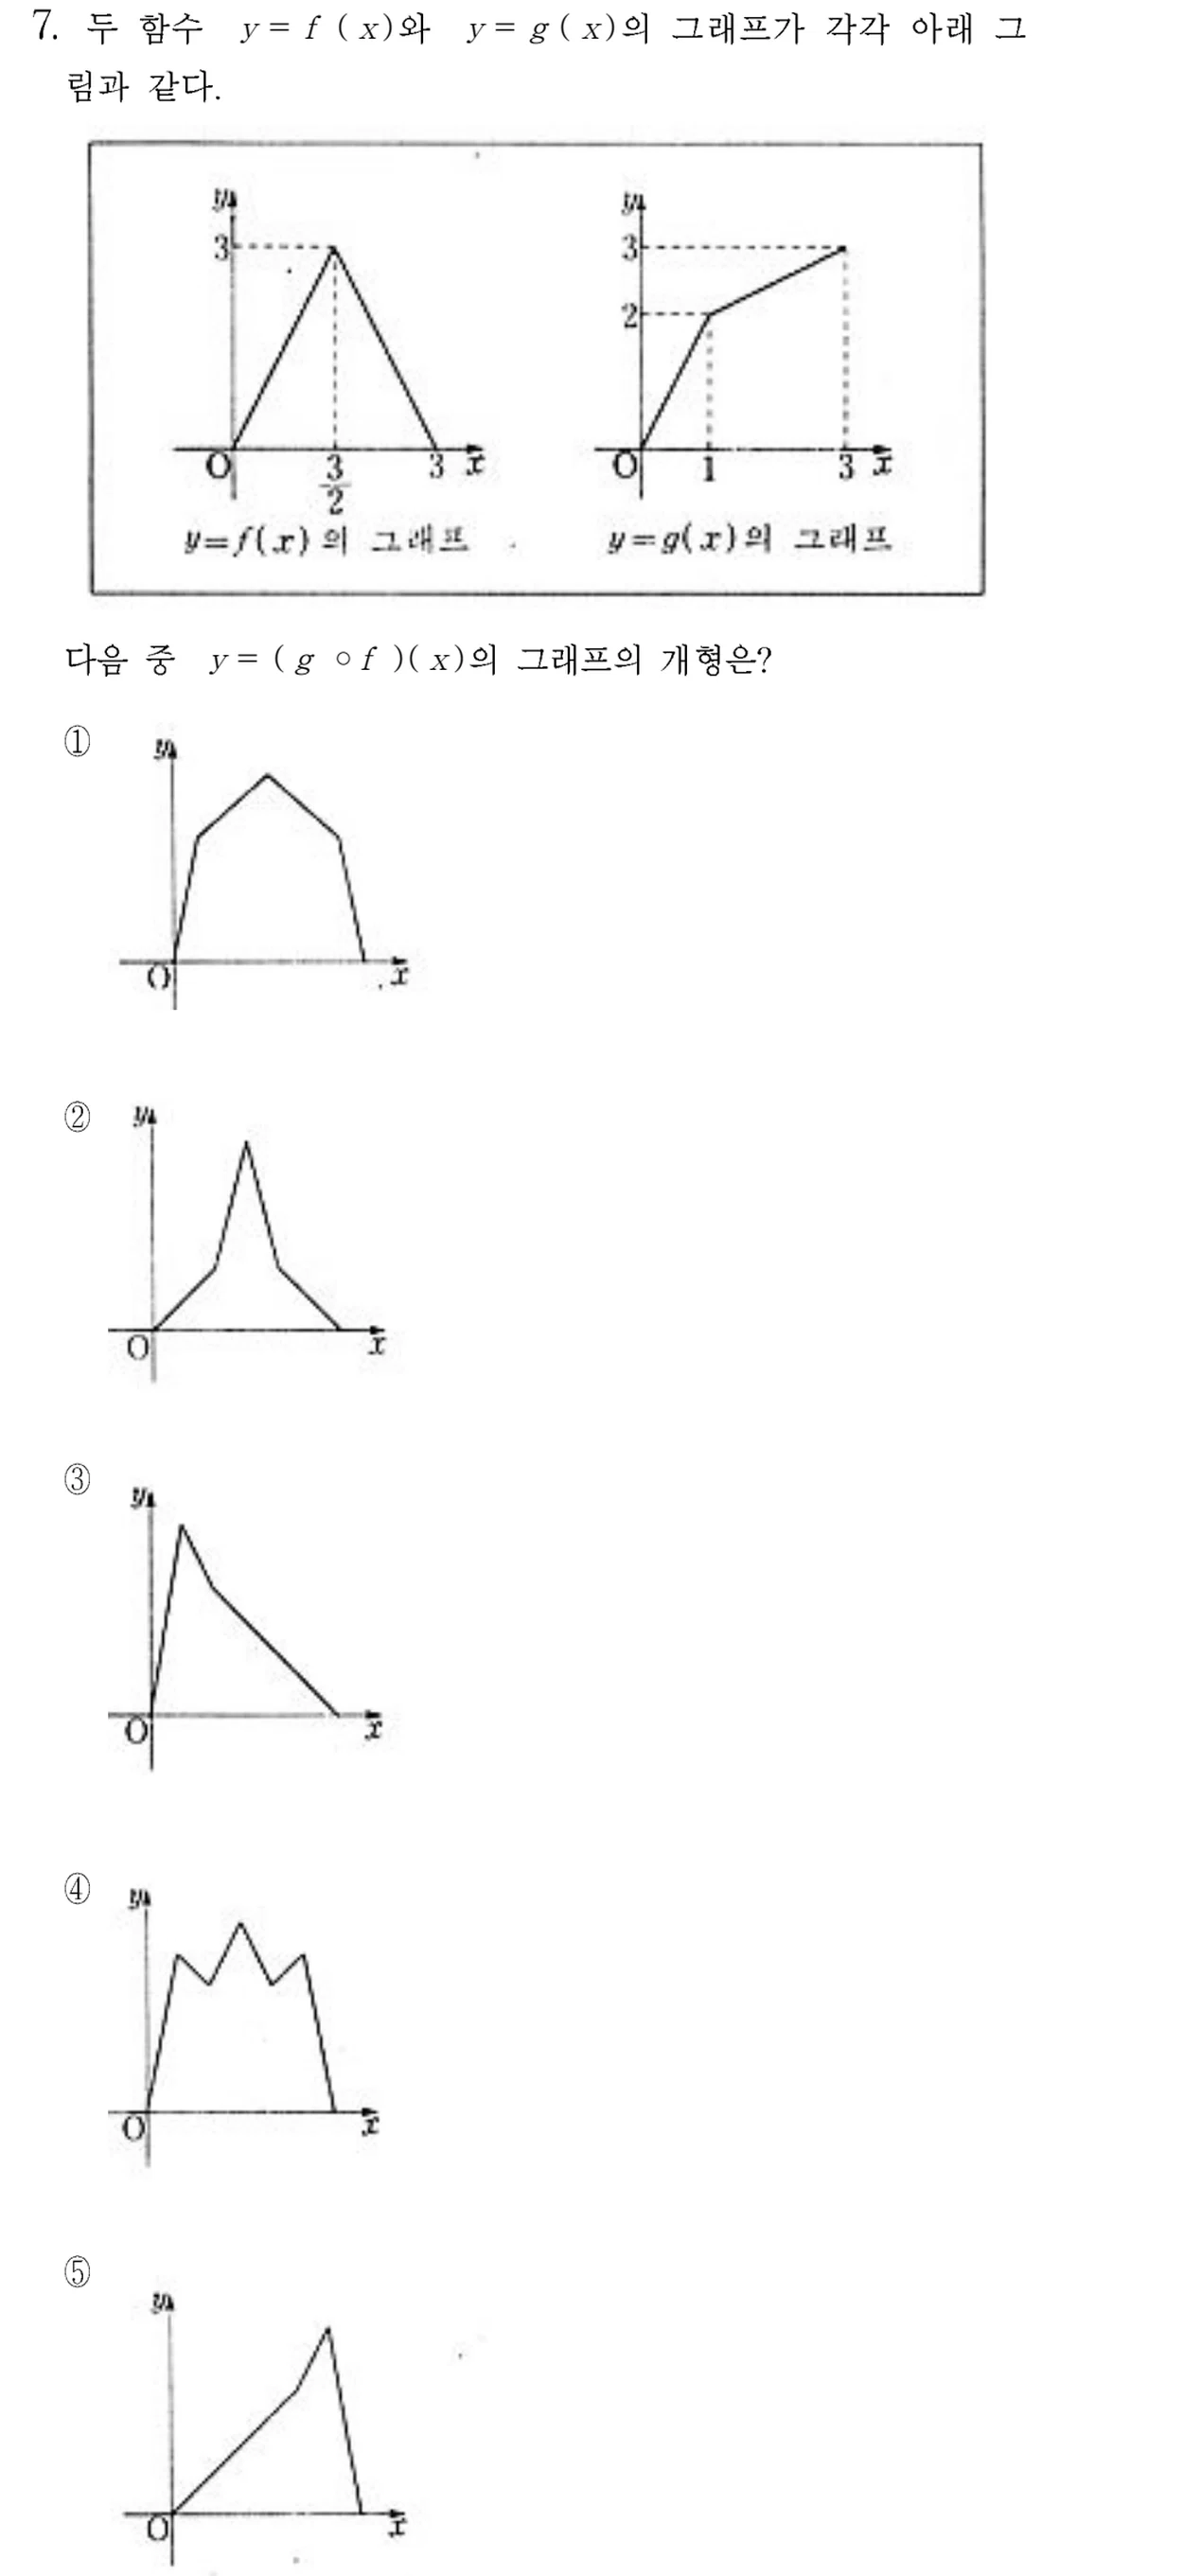 7. 두 함수 y = f ( x)와 y = g ( x)의 그래프가 각각 아래 그
림과 같다.
y y
3 3
2
O 3/2 3 x O 1 3 x
y=f(x)의 그래프 y=g(x)의 그래프
다음 중 y = ( g ∘ f )( x)의 그래프의 개형은?
①
y
O x
②
y
O x
③
y
O x
④
y
O x
⑤
y
O x